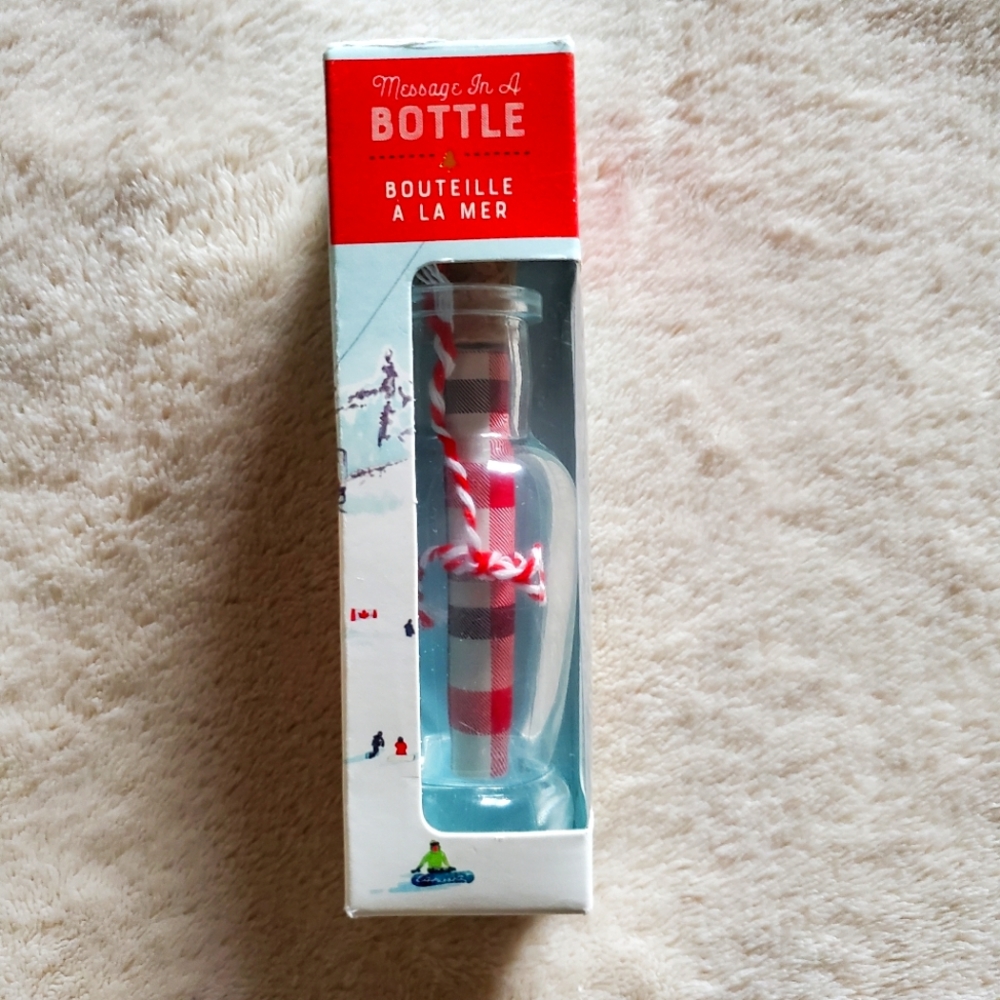 Message In A
BOTTLE
BOUTEILLE
A LA MER